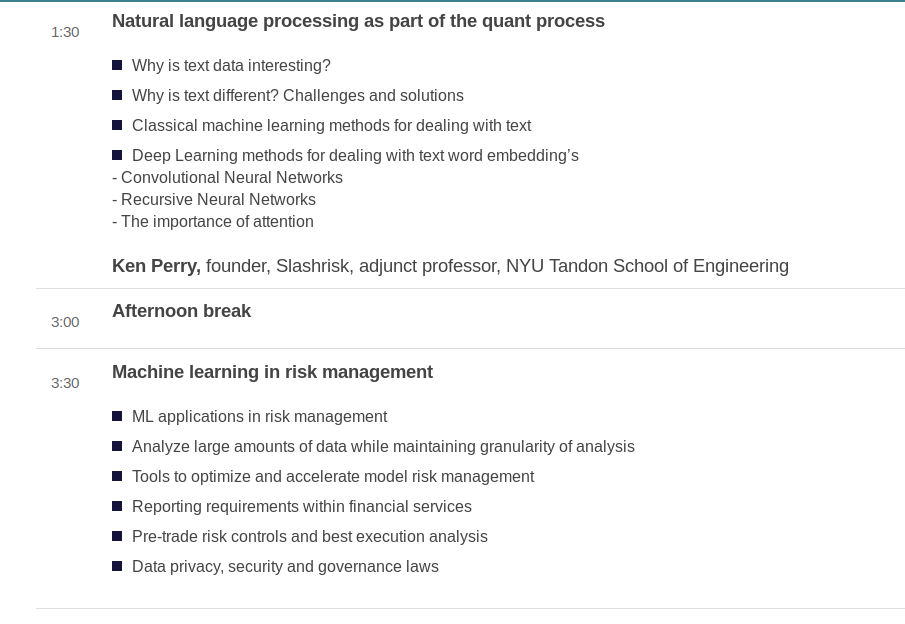 Natural language processing as part of the quant process
1:30
Why is text data interesting?
Why is text different? Challenges and solutions
Classical machine learning methods for dealing with text
Deep Learning methods for dealing with text word embedding’s
- Convolutional Neural Networks
- Recursive Neural Networks
- The importance of attention
Ken Perry, founder, Slashrisk, adjunct professor, NYU Tandon School of Engineering
Afternoon break
3:00
Machine learning in risk management
3:30
ML applications in risk management
Analyze large amounts of data while maintaining granularity of analysis
Tools to optimize and accelerate model risk management
Reporting requirements within financial services
Pre-trade risk controls and best execution analysis
Data privacy, security and governance laws